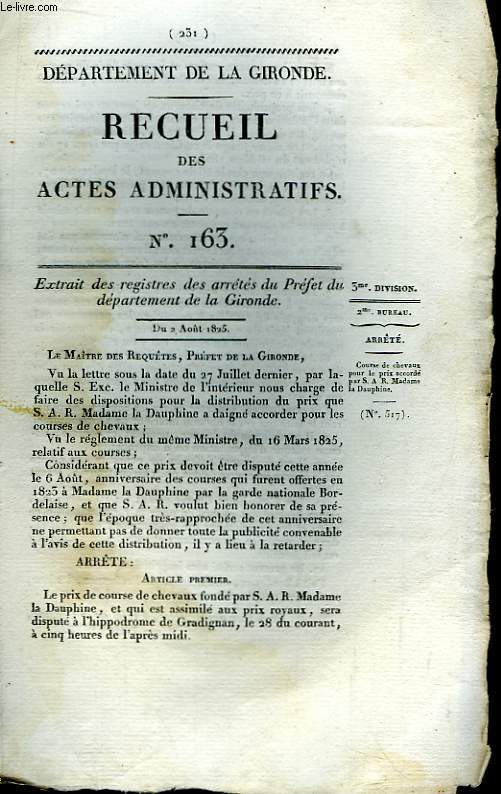 Le-livre.com
( 231 )
DÉPARTEMENT DE LA GIRONDE.
RECUEIL
DES
ACTES ADMINISTRATIFS.
N°. 163.
Extrait des registres des arrêtés du Préfet du
département de la Gironde.
Du 2 Août 1825.
LE MAÎTRE DES REQUÊTES, PRÉFET DE LA GIRONDE,
Vu la lettre sous la date du 27 Juillet dernier, par la-
quelle S. Exc. le Ministre de l'intérieur nous charge de
faire des dispositions pour la distribution du prix que
S. A. R. Madame la Dauphine a daigné accorder pour les
courses de chevaux ;
Vu le réglement du même Ministre, du 16 Mars 1825,
relatif aux courses ;
Considérant que ce prix devoit être disputé cette année
le 6 Août, anniversaire des courses qui furent offertes en
1823 à Madame la Dauphine par la garde nationale Bor-
delaise, et que S. A. R. voulut bien honorer de sa pré-
sence ; que l'époque très-rapprochée de cet anniversaire
ne permettant pas de donner toute la publicité convenable
à l'avis de cette distribution, il y a lieu à la retarder ;
ARRÊTE :
ARTICLE PREMIER.
Le prix de course de chevaux fondé par S. A. R. Madame
la Dauphine, et qui est assimilé aux prix royaux, sera
disputé à l'hippodrome de Gradignan, le 28 du courant,
à cinq heures de l'après midi.
3me. DIVISION.
2me. BUREAU.
ARRÊTÉ.
Course de chevaux
pour le prix accordé
par S. A. R. Madame
la Dauphine.
(N°. 517).